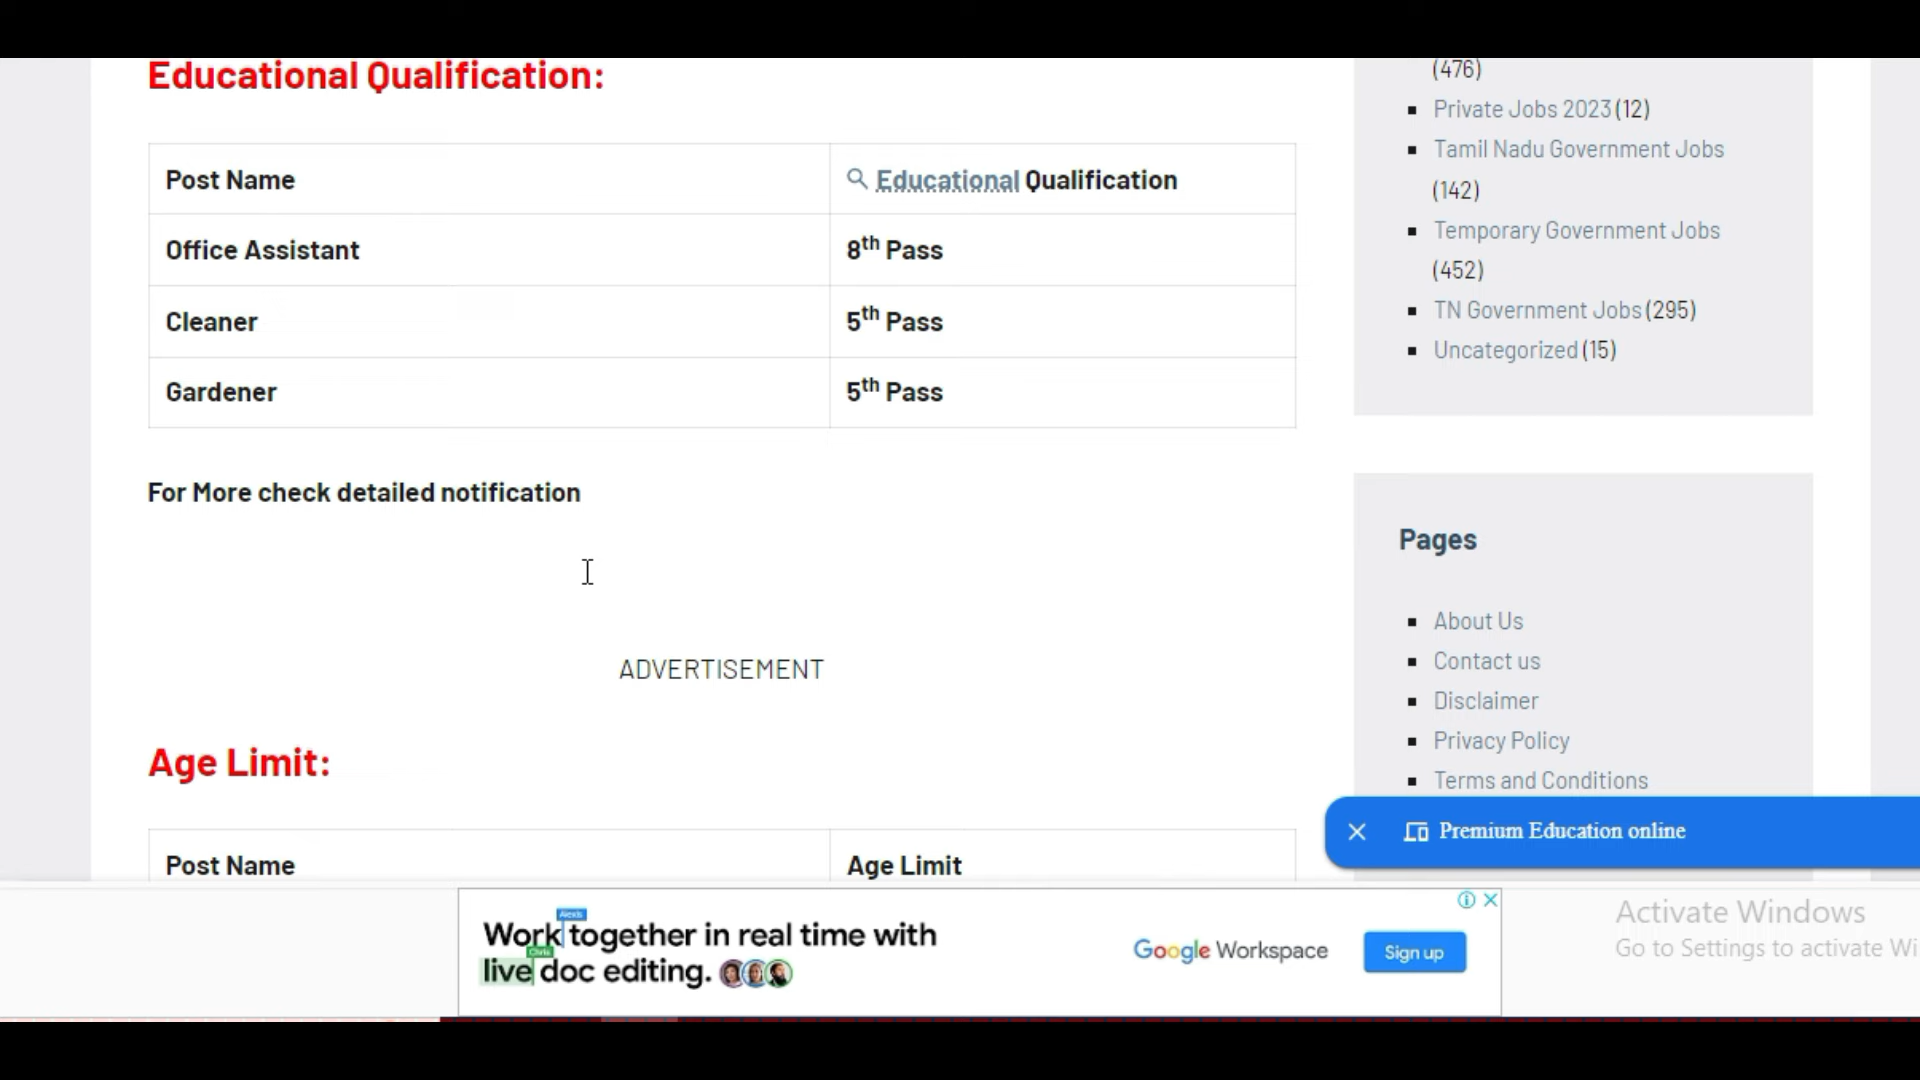 Educational Qualification:
Post Name Educational Qualification
Office Assistant 8th Pass
Cleaner 5th Pass
Gardener 5th Pass
For More check detailed notification
ADVERTISEMENT
Age Limit:
Post Name Age Limit
(476)
Private Jobs 2023 (12)
Tamil Nadu Government Jobs
(142)
Temporary Government Jobs
(452)
TN Government Jobs (295)
Uncategorized (15)
Pages
About Us
Contact us
Disclaimer
Privacy Policy
Terms and Conditions
Premium Education online
Alexis
Work together in real time with
Chris
live doc editing.
Google Workspace
Sign up
Activate Windows
Go to Settings to activate Wi